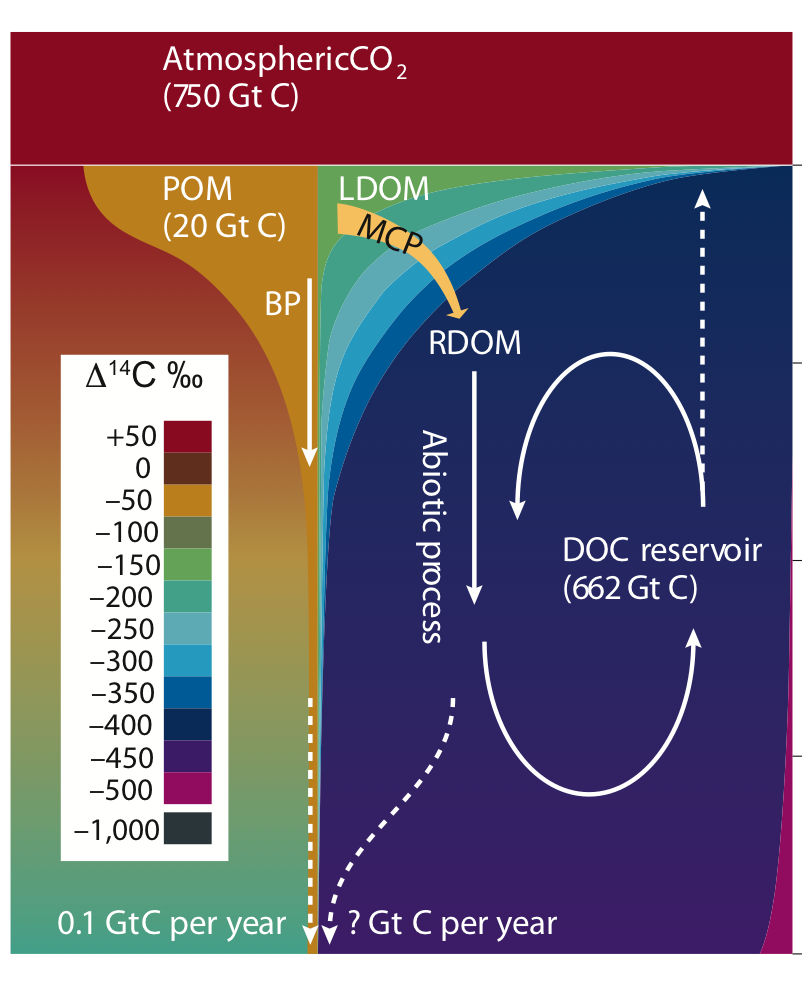 AtmosphericCO₂
(750 Gt C)
POM
(20 Gt C)
LDOM
MCP
BP
RDOM
Δ¹⁴C ‰
+50
0
–50
–100
–150
–200
–250
–300
–350
–400
–450
–500
–1,000
Abiotic process
DOC reservoir
(662 Gt C)
0.1 GtC per year
? Gt C per year